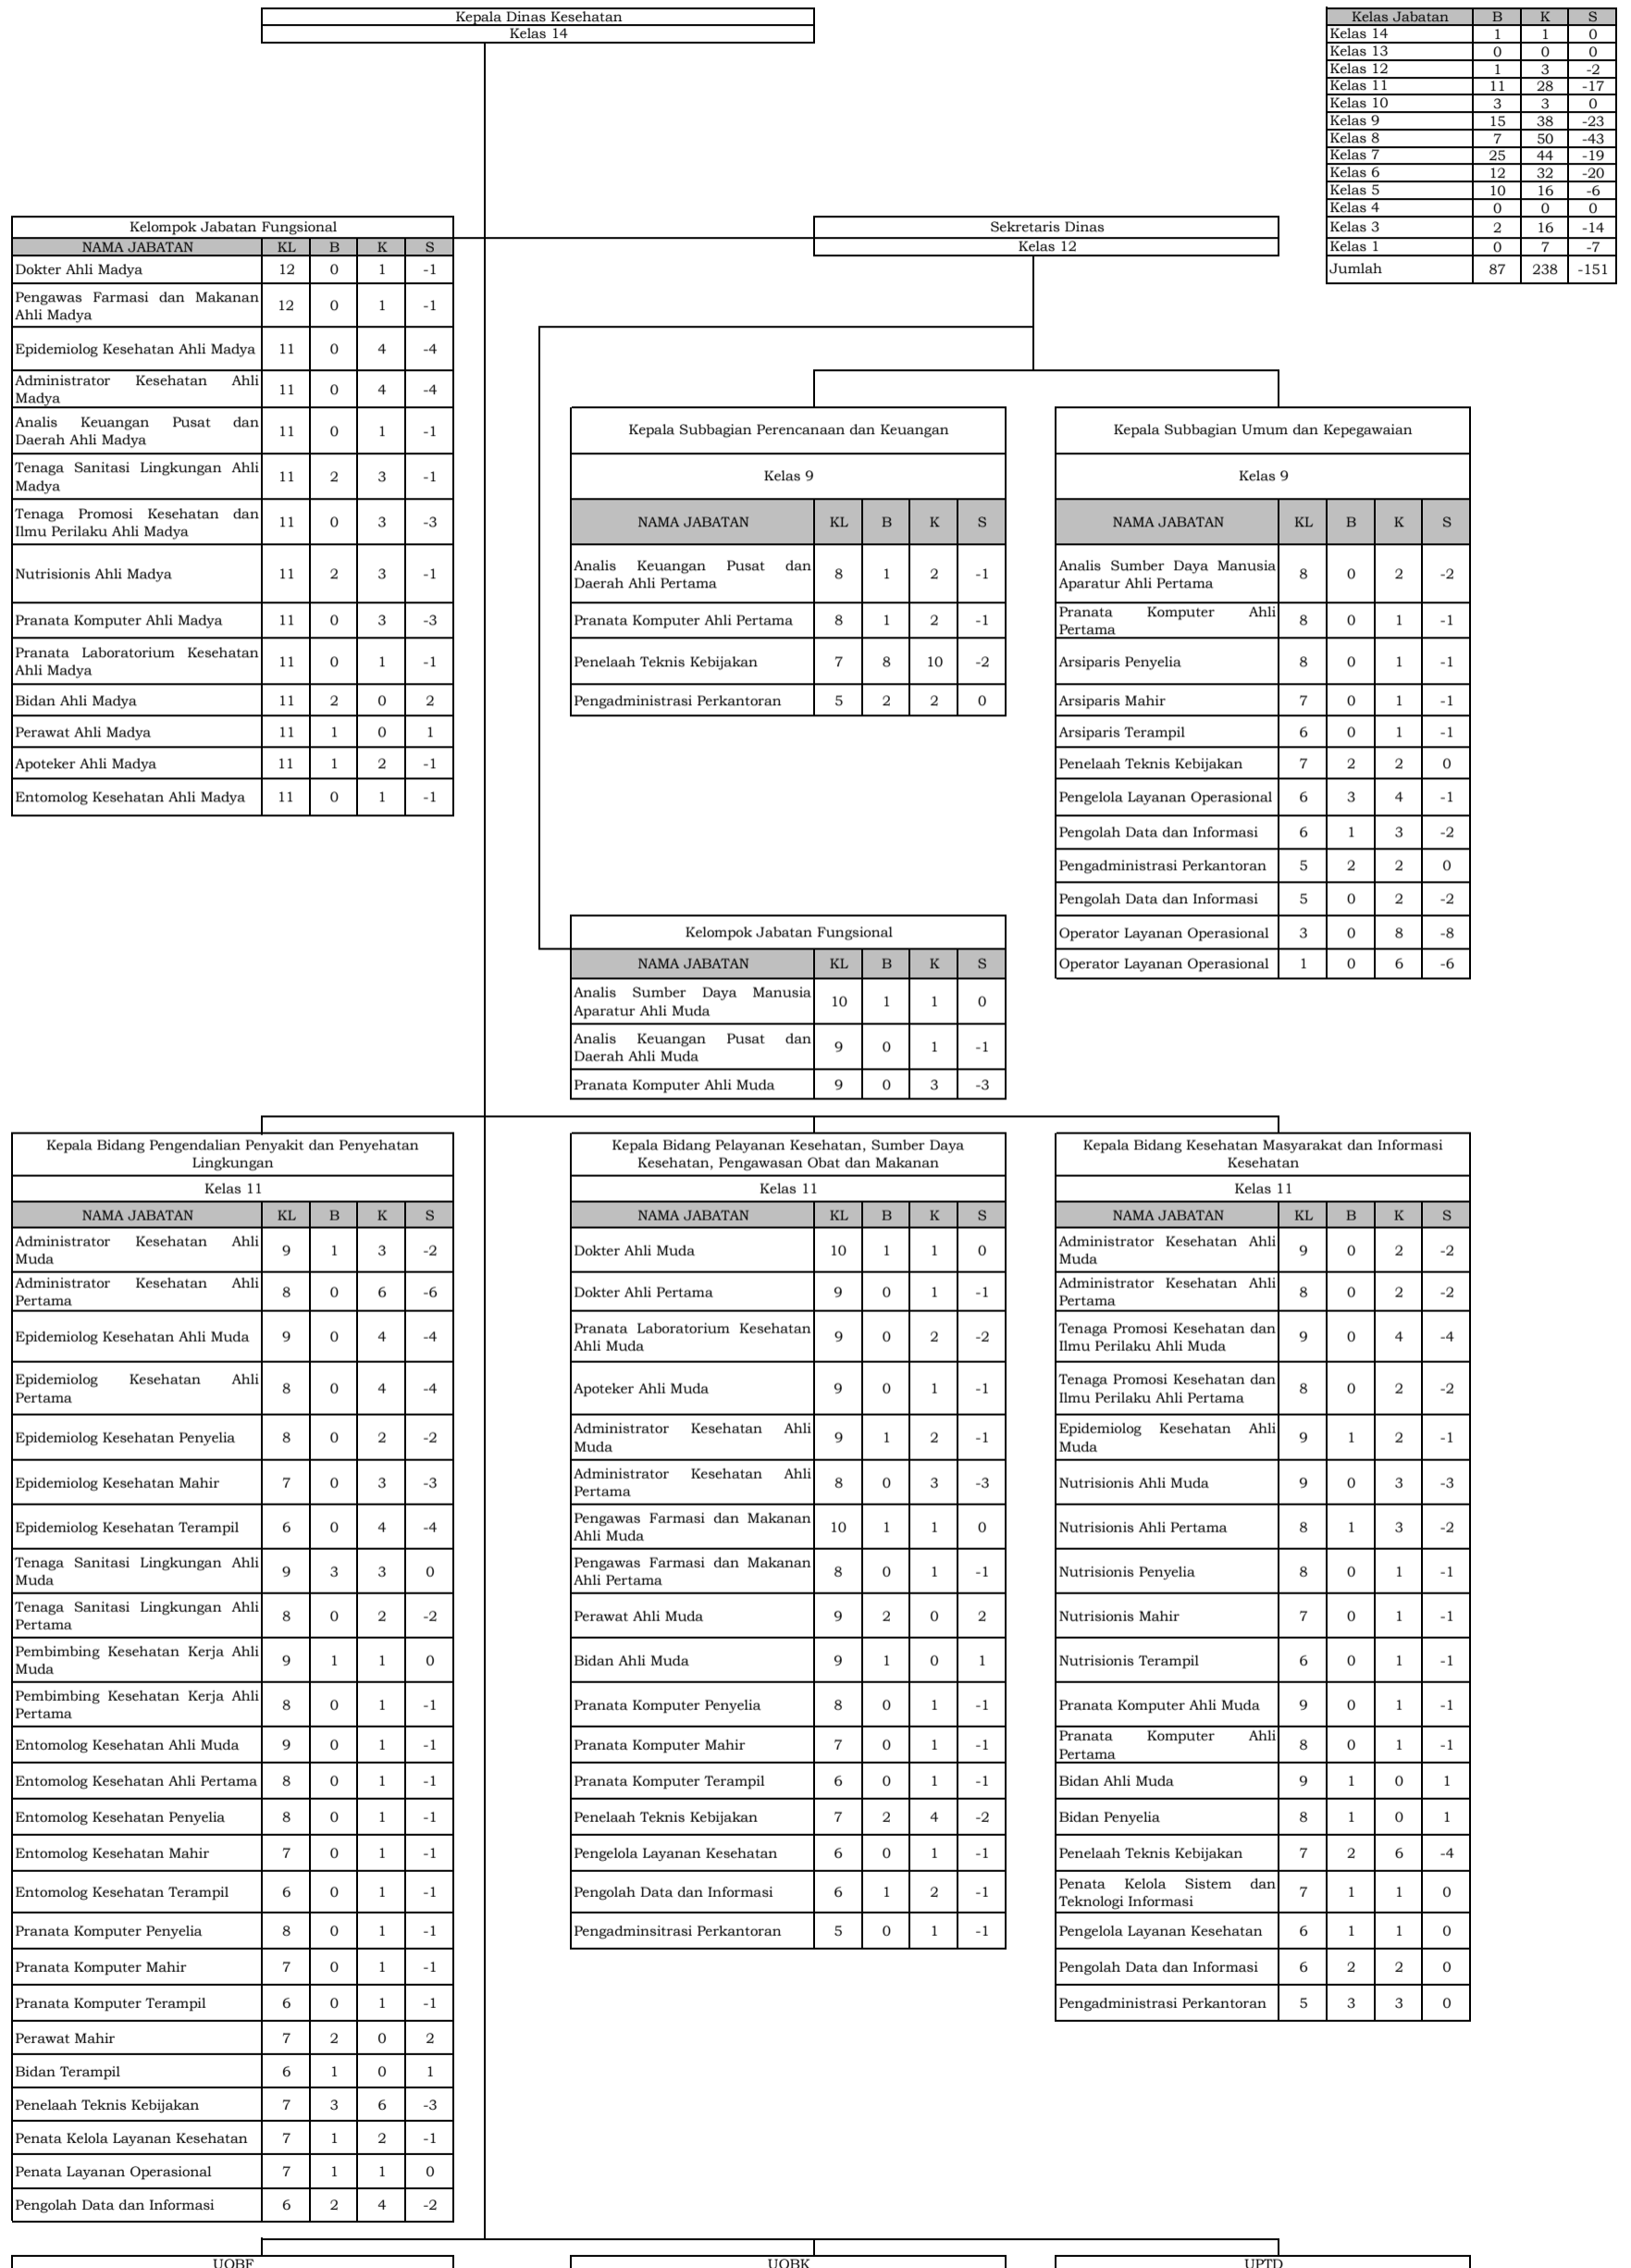 Kepala Dinas Kesehatan
Kelas 14
Kelas Jabatan B K S
Kelas 14 1 1 0
Kelas 13 0 0 0
Kelas 12 1 3 -2
Kelas 11 11 28 -17
Kelas 10 3 3 0
Kelas 9 15 38 -23
Kelas 8 7 50 -43
Kelas 7 25 44 -19
Kelas 6 12 32 -20
Kelas 5 10 16 -6
Kelas 4 0 0 0
Kelas 3 2 16 -14
Kelas 1 0 7 -7
Jumlah 87 238 -151
Kelompok Jabatan Fungsional
NAMA JABATAN KL B K S
Dokter Ahli Madya 12 0 1 -1
Pengawas Farmasi dan Makanan
Ahli Madya 12 0 1 -1
Epidemiolog Kesehatan Ahli Madya 11 0 4 -4
Administrator Kesehatan Ahli
Madya 11 0 4 -4
Analis Keuangan Pusat dan
Daerah Ahli Madya 11 0 1 -1
Tenaga Sanitasi Lingkungan Ahli
Madya 11 2 3 -1
Tenaga Promosi Kesehatan dan
Ilmu Perilaku Ahli Madya 11 0 3 -3
Nutrisionis Ahli Madya 11 2 3 -1
Pranata Komputer Ahli Madya 11 0 3 -3
Pranata Laboratorium Kesehatan
Ahli Madya 11 0 1 -1
Bidan Ahli Madya 11 2 0 2
Perawat Ahli Madya 11 1 0 1
Apoteker Ahli Madya 11 1 2 -1
Entomolog Kesehatan Ahli Madya 11 0 1 -1
Sekretaris Dinas
Kelas 12
Kepala Subbagian Perencanaan dan Keuangan
Kelas 9
NAMA JABATAN KL B K S
Analis Keuangan Pusat dan
Daerah Ahli Pertama 8 1 2 -1
Pranata Komputer Ahli Pertama 8 1 2 -1
Penelaah Teknis Kebijakan 7 8 10 -2
Pengadministrasi Perkantoran 5 2 2 0
Kepala Subbagian Umum dan Kepegawaian
Kelas 9
NAMA JABATAN KL B K S
Analis Sumber Daya Manusia
Aparatur Ahli Pertama 8 0 2 -2
Pranata Komputer Ahli
Pertama 8 0 1 -1
Arsiparis Penyelia 8 0 1 -1
Arsiparis Mahir 7 0 1 -1
Arsiparis Terampil 6 0 1 -1
Penelaah Teknis Kebijakan 7 2 2 0
Pengelola Layanan Operasional 6 3 4 -1
Pengolah Data dan Informasi 6 1 3 -2
Pengadministrasi Perkantoran 5 2 2 0
Pengolah Data dan Informasi 5 0 2 -2
Operator Layanan Operasional 3 0 8 -8
Operator Layanan Operasional 1 0 6 -6
Kelompok Jabatan Fungsional
NAMA JABATAN KL B K S
Analis Sumber Daya Manusia
Aparatur Ahli Muda 10 1 1 0
Analis Keuangan Pusat dan
Daerah Ahli Muda 9 0 1 -1
Pranata Komputer Ahli Muda 9 0 3 -3
Kepala Bidang Pengendalian Penyakit dan Penyehatan
Lingkungan
Kelas 11
NAMA JABATAN KL B K S
Administrator Kesehatan Ahli
Muda 9 1 3 -2
Administrator Kesehatan Ahli
Pertama 8 0 6 -6
Epidemiolog Kesehatan Ahli Muda 9 0 4 -4
Epidemiolog Kesehatan Ahli
Pertama 8 0 4 -4
Epidemiolog Kesehatan Penyelia 8 0 2 -2
Epidemiolog Kesehatan Mahir 7 0 3 -3
Epidemiolog Kesehatan Terampil 6 0 4 -4
Tenaga Sanitasi Lingkungan Ahli
Muda 9 3 3 0
Tenaga Sanitasi Lingkungan Ahli
Pertama 8 0 2 -2
Pembimbing Kesehatan Kerja Ahli
Muda 9 1 1 0
Pembimbing Kesehatan Kerja Ahli
Pertama 8 0 1 -1
Entomolog Kesehatan Ahli Muda 9 0 1 -1
Entomolog Kesehatan Ahli Pertama 8 0 1 -1
Entomolog Kesehatan Penyelia 8 0 1 -1
Entomolog Kesehatan Mahir 7 0 1 -1
Entomolog Kesehatan Terampil 6 0 1 -1
Pranata Komputer Penyelia 8 0 1 -1
Pranata Komputer Mahir 7 0 1 -1
Pranata Komputer Terampil 6 0 1 -1
Perawat Mahir 7 2 0 2
Bidan Terampil 6 1 0 1
Penelaah Teknis Kebijakan 7 3 6 -3
Penata Kelola Layanan Kesehatan 7 1 2 -1
Penata Layanan Operasional 7 1 1 0
Pengolah Data dan Informasi 6 2 4 -2
Kepala Bidang Pelayanan Kesehatan, Sumber Daya
Kesehatan, Pengawasan Obat dan Makanan
Kelas 11
NAMA JABATAN KL B K S
Dokter Ahli Muda 10 1 1 0
Dokter Ahli Pertama 9 0 1 -1
Pranata Laboratorium Kesehatan
Ahli Muda 9 0 2 -2
Apoteker Ahli Muda 9 0 1 -1
Administrator Kesehatan Ahli
Muda 9 1 2 -1
Administrator Kesehatan Ahli
Pertama 8 0 3 -3
Pengawas Farmasi dan Makanan
Ahli Muda 10 1 1 0
Pengawas Farmasi dan Makanan
Ahli Pertama 8 0 1 -1
Perawat Ahli Muda 9 2 0 2
Bidan Ahli Muda 9 1 0 1
Pranata Komputer Penyelia 8 0 1 -1
Pranata Komputer Mahir 7 0 1 -1
Pranata Komputer Terampil 6 0 1 -1
Penelaah Teknis Kebijakan 7 2 4 -2
Pengelola Layanan Kesehatan 6 0 1 -1
Pengolah Data dan Informasi 6 1 2 -1
Pengadminsitrasi Perkantoran 5 0 1 -1
Kepala Bidang Kesehatan Masyarakat dan Informasi
Kesehatan
Kelas 11
NAMA JABATAN KL B K S
Administrator Kesehatan Ahli
Muda 9 0 2 -2
Administrator Kesehatan Ahli
Pertama 8 0 2 -2
Tenaga Promosi Kesehatan dan
Ilmu Perilaku Ahli Muda 9 0 4 -4
Tenaga Promosi Kesehatan dan
Ilmu Perilaku Ahli Pertama 8 0 2 -2
Epidemiolog Kesehatan Ahli
Muda 9 1 2 -1
Nutrisionis Ahli Muda 9 0 3 -3
Nutrisionis Ahli Pertama 8 1 3 -2
Nutrisionis Penyelia 8 0 1 -1
Nutrisionis Mahir 7 0 1 -1
Nutrisionis Terampil 6 0 1 -1
Pranata Komputer Ahli Muda 9 0 1 -1
Pranata Komputer Ahli
Pertama 8 0 1 -1
Bidan Ahli Muda 9 1 0 1
Bidan Penyelia 8 1 0 1
Penelaah Teknis Kebijakan 7 2 6 -4
Penata Kelola Sistem dan
Teknologi Informasi 7 1 1 0
Pengelola Layanan Kesehatan 6 1 1 0
Pengolah Data dan Informasi 6 2 2 0
Pengadministrasi Perkantoran 5 3 3 0
UOBF
UOBK
UPTD